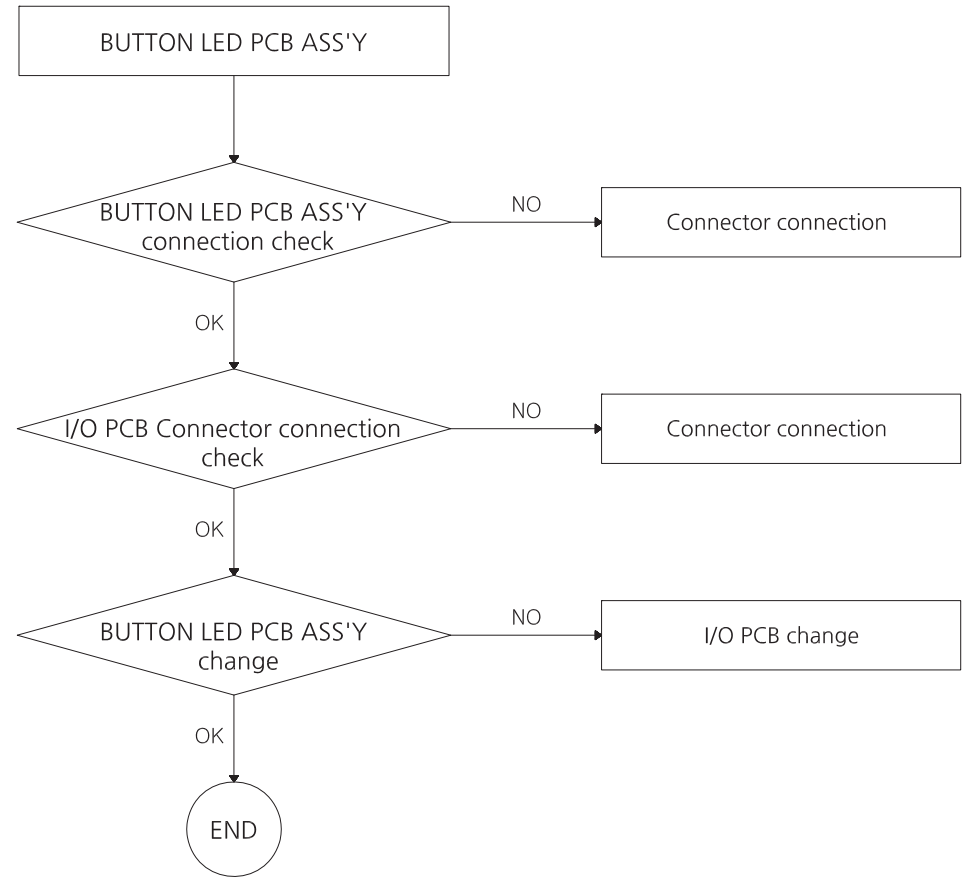 BUTTON LED PCB ASS'Y
BUTTON LED PCB ASS'Y
connection check
NO
Connector connection
OK
I/O PCB Connector connection
check
NO
Connector connection
OK
BUTTON LED PCB ASS'Y
change
NO
I/O PCB change
OK
END